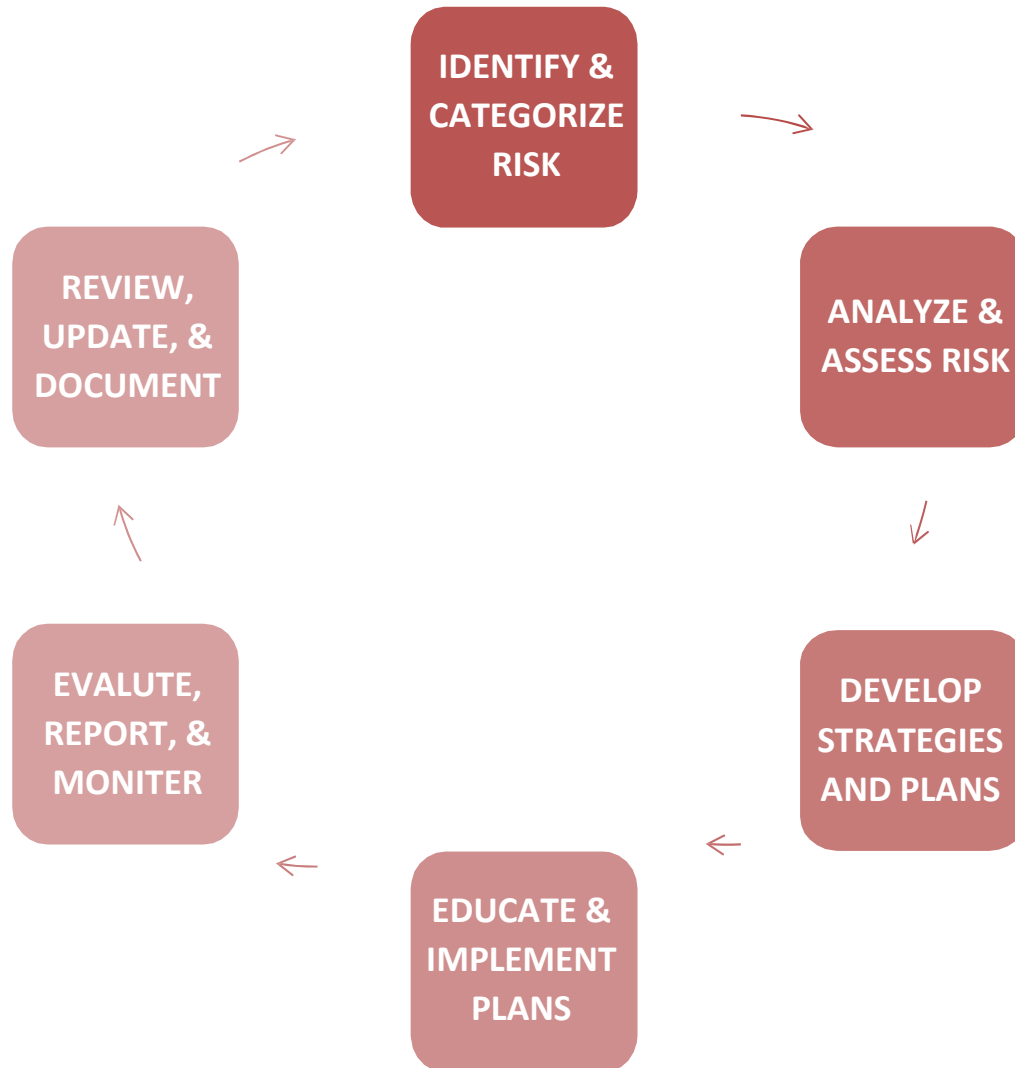 IDENTIFY &
CATEGORIZE
RISK
ANALYZE &
ASSESS RISK
DEVELOP
STRATEGIES
AND PLANS
EDUCATE &
IMPLEMENT
PLANS
EVALUTE,
REPORT, &
MONITER
REVIEW,
UPDATE, &
DOCUMENT